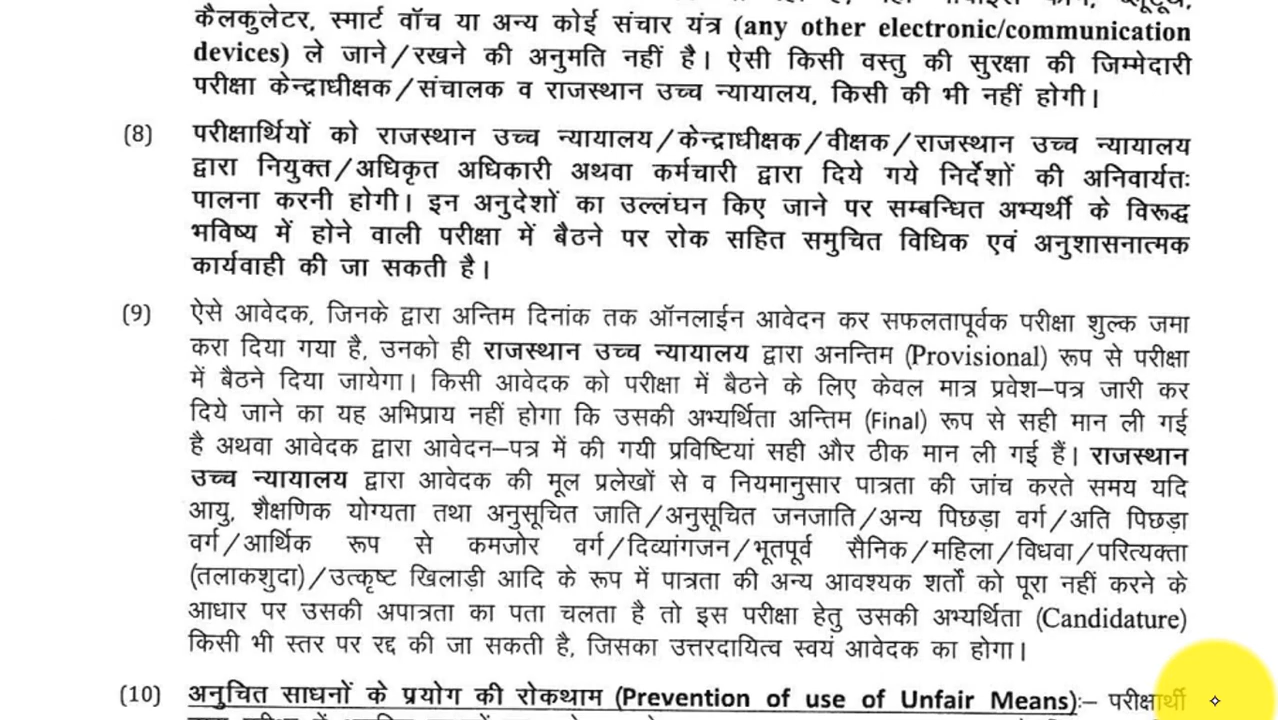 कैलकुलेटर, स्मार्ट वॉच या अन्य कोई संचार यंत्र (any other electronic/communication
devices) ले जाने/रखने की अनुमति नहीं है। ऐसी किसी वस्तु की सुरक्षा की जिम्मेदारी
परीक्षा केन्द्राधीक्षक/संचालक व राजस्थान उच्च न्यायालय, किसी की भी नहीं होगी।
(8) परीक्षार्थियों को राजस्थान उच्च न्यायालय/केन्द्राधीक्षक/वीक्षक/राजस्थान उच्च न्यायालय
द्वारा नियुक्त/अधिकृत अधिकारी अथवा कर्मचारी द्वारा दिये गये निर्देशों की अनिवार्यतः
पालना करनी होगी। इन अनुदेशों का उल्लंघन किए जाने पर सम्बन्धित अभ्यर्थी के विरूद्ध
भविष्य में होने वाली परीक्षा में बैठने पर रोक सहित समुचित विधिक एवं अनुशासनात्मक
कार्यवाही की जा सकती है।
(9) ऐसे आवेदक, जिनके द्वारा अन्तिम दिनांक तक ऑनलाईन आवेदन कर सफलतापूर्वक परीक्षा शुल्क जमा
करा दिया गया है, उनको ही राजस्थान उच्च न्यायालय द्वारा अनन्तिम (Provisional) रूप से परीक्षा
में बैठने दिया जायेगा। किसी आवेदक को परीक्षा में बैठने के लिए केवल मात्र प्रवेश–पत्र जारी कर
दिये जाने का यह अभिप्राय नहीं होगा कि उसकी अभ्यर्थिता अन्तिम (Final) रूप से सही मान ली गई
है अथवा आवेदक द्वारा आवेदन–पत्र में की गयी प्रविष्टियां सही और ठीक मान ली गई हैं। राजस्थान
उच्च न्यायालय द्वारा आवेदक की मूल प्रलेखों से व नियमानुसार पात्रता की जांच करते समय यदि
आयु, शैक्षणिक योग्यता तथा अनुसूचित जाति/अनुसूचित जनजाति/अन्य पिछड़ा वर्ग/अति पिछड़ा
वर्ग/आर्थिक रूप से कमजोर वर्ग/दिव्यांगजन/भूतपूर्व सैनिक/महिला/विधवा/परित्यक्ता
(तलाकशुदा)/उत्कृष्ट खिलाड़ी आदि के रूप में पात्रता की अन्य आवश्यक शर्तो को पूरा नहीं करने के
आधार पर उसकी अपात्रता का पता चलता है तो इस परीक्षा हेतु उसकी अभ्यर्थिता (Candidature)
किसी भी स्तर पर रद्द की जा सकती है, जिसका उत्तरदायित्व स्वयं आवेदक का होगा।
(10) अनुचित साधनों के प्रयोग की रोकथाम (Prevention of use of Unfair Means):– परीक्षार्थी